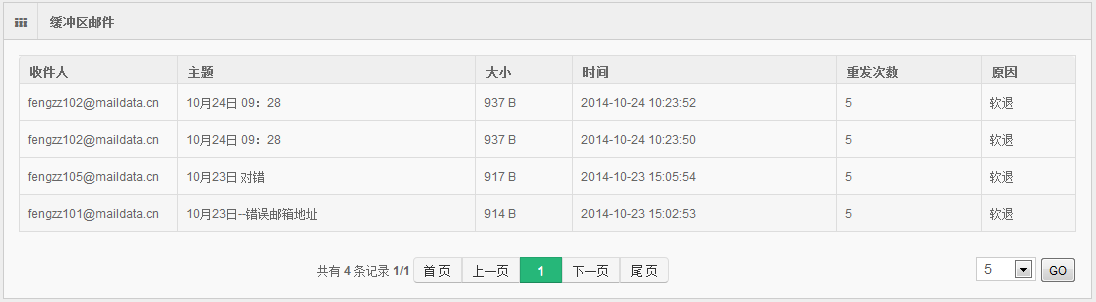 缓冲区邮件
收件人 主题 大小 时间 重发次数 原因
fengzz102@maildata.cn 10月24日 09：28 937 B 2014-10-24 10:23:52 5 软退
fengzz102@maildata.cn 10月24日 09：28 937 B 2014-10-24 10:23:50 5 软退
fengzz105@maildata.cn 10月23日 对错 917 B 2014-10-23 15:05:54 5 软退
fengzz101@maildata.cn 10月23日--错误邮箱地址 914 B 2014-10-23 15:02:53 5 软退
共有 4 条记录 1/1 首 页 上一页 1 下一页 尾 页 5 GO